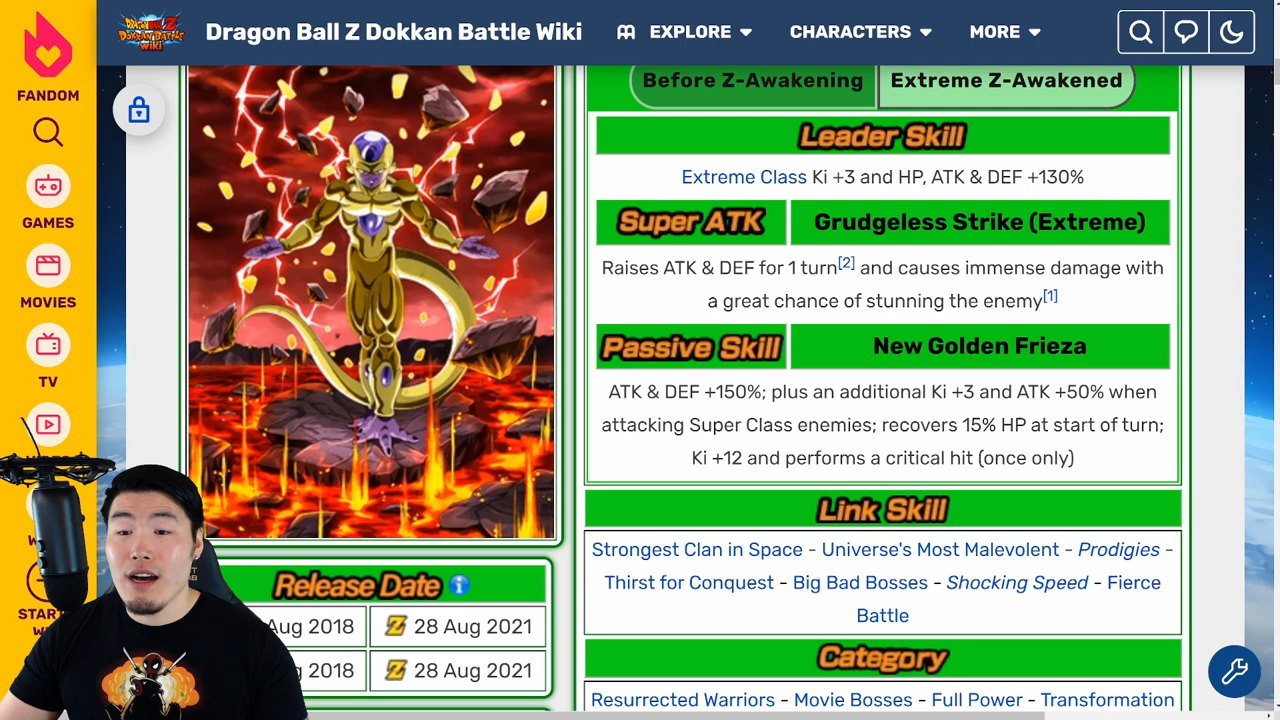 DRAGON BALL Z
DOKKAN BATTLE
Wiki
Dragon Ball Z Dokkan Battle Wiki
EXPLORE
CHARACTERS
MORE
FANDOM
GAMES
MOVIES
TV
START
Before Z-Awakening
Extreme Z-Awakened
Leader Skill
Extreme Class Ki +3 and HP, ATK & DEF +130%
Super ATK
Grudgeless Strike (Extreme)
Raises ATK & DEF for 1 turn[2] and causes immense damage with
a great chance of stunning the enemy[1]
Passive Skill
New Golden Frieza
ATK & DEF +150%; plus an additional Ki +3 and ATK +50% when
attacking Super Class enemies; recovers 15% HP at start of turn;
Ki +12 and performs a critical hit (once only)
Link Skill
Strongest Clan in Space - Universe's Most Malevolent - Prodigies -
Thirst for Conquest - Big Bad Bosses - Shocking Speed - Fierce
Battle
Category
Resurrected Warriors - Movie Bosses - Full Power - Transformation
Release Date
Aug 2018
Z 28 Aug 2021
2018
Z 28 Aug 2021